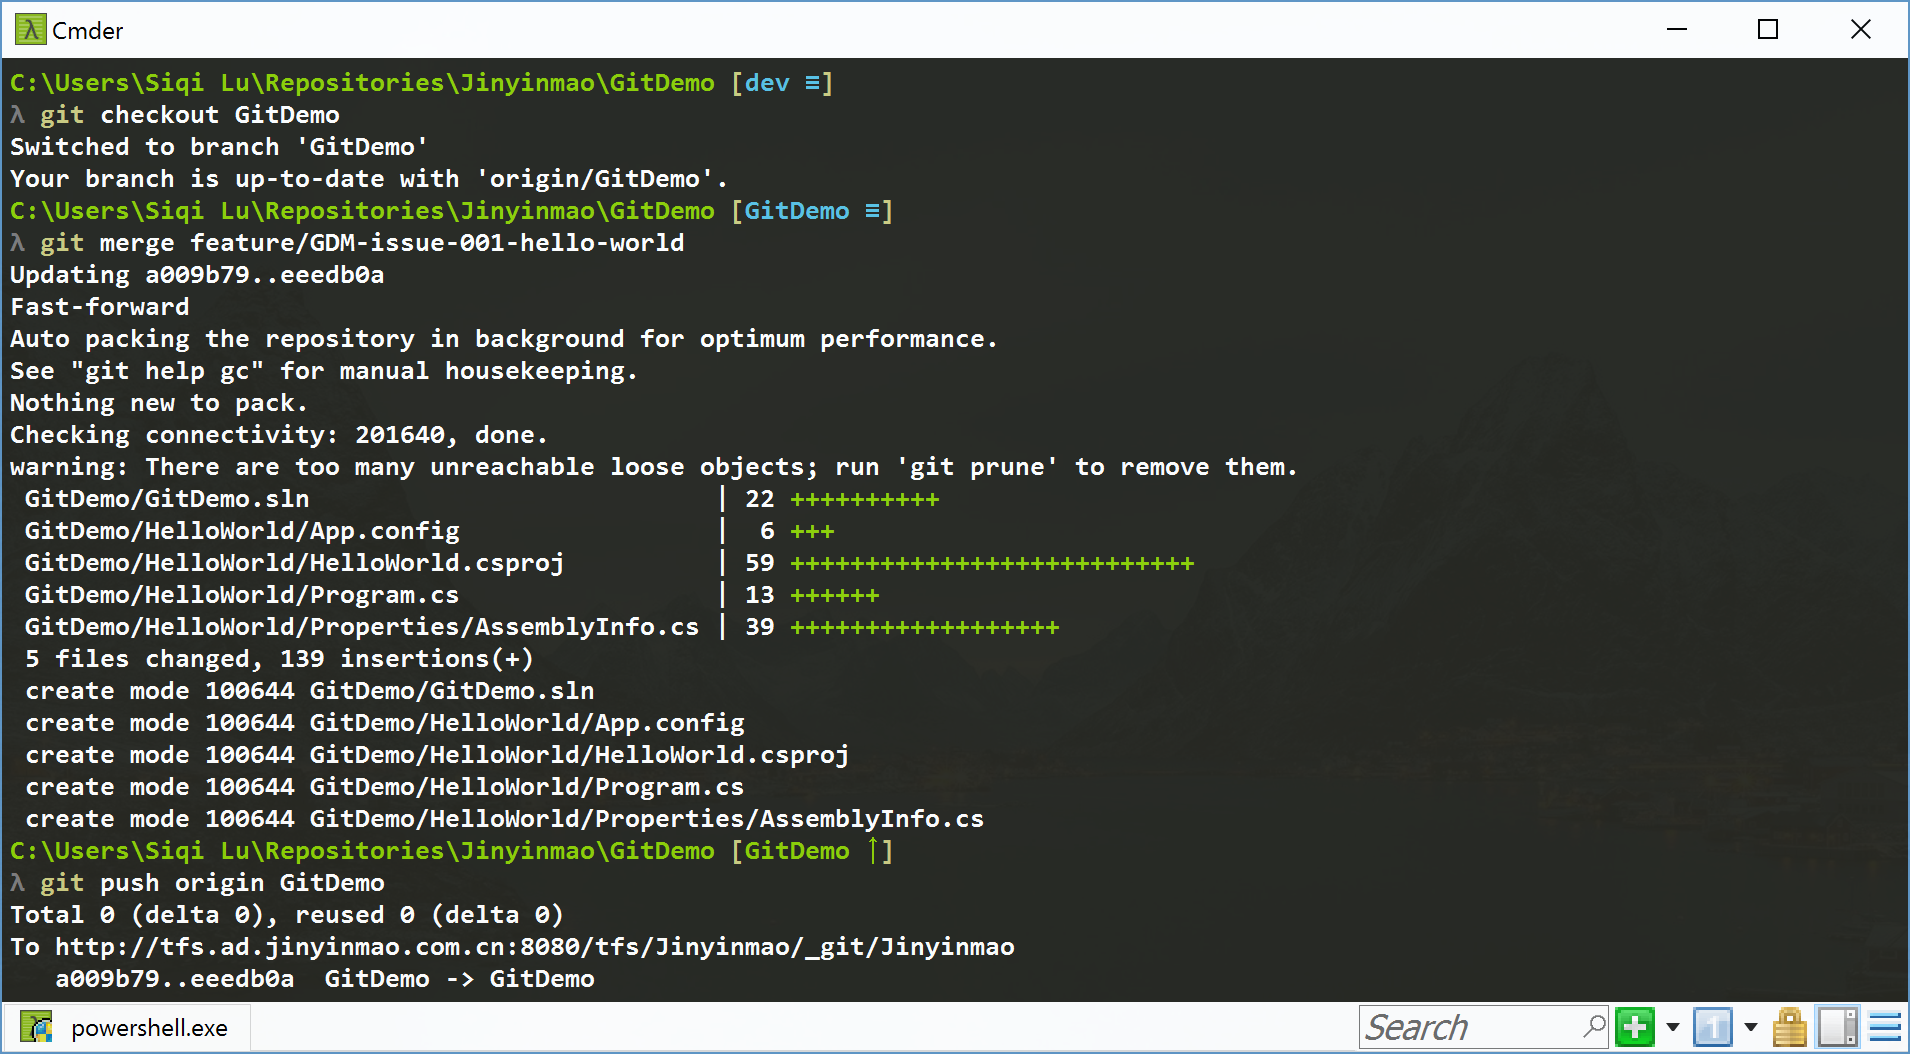 λ Cmder
C:\Users\Siqi Lu\Repositories\Jinyinmao\GitDemo [dev ≡]
λ git checkout GitDemo
Switched to branch 'GitDemo'
Your branch is up-to-date with 'origin/GitDemo'.
C:\Users\Siqi Lu\Repositories\Jinyinmao\GitDemo [GitDemo ≡]
λ git merge feature/GDM-issue-001-hello-world
Updating a009b79..eeedb0a
Fast-forward
Auto packing the repository in background for optimum performance.
See "git help gc" for manual housekeeping.
Nothing new to pack.
Checking connectivity: 201640, done.
warning: There are too many unreachable loose objects; run 'git prune' to remove them.
 GitDemo/GitDemo.sln                           | 22 ++++++++++
 GitDemo/HelloWorld/App.config                 |  6 +++
 GitDemo/HelloWorld/HelloWorld.csproj          | 59 +++++++++++++++++++++++++++
 GitDemo/HelloWorld/Program.cs                 | 13 ++++++
 GitDemo/HelloWorld/Properties/AssemblyInfo.cs | 39 ++++++++++++++++++
 5 files changed, 139 insertions(+)
 create mode 100644 GitDemo/GitDemo.sln
 create mode 100644 GitDemo/HelloWorld/App.config
 create mode 100644 GitDemo/HelloWorld/HelloWorld.csproj
 create mode 100644 GitDemo/HelloWorld/Program.cs
 create mode 100644 GitDemo/HelloWorld/Properties/AssemblyInfo.cs
C:\Users\Siqi Lu\Repositories\Jinyinmao\GitDemo [GitDemo ↑]
λ git push origin GitDemo
Total 0 (delta 0), reused 0 (delta 0)
To http://tfs.ad.jinyinmao.com.cn:8080/tfs/Jinyinmao/_git/Jinyinmao
   a009b79..eeedb0a  GitDemo -> GitDemo
powershell.exe
Search
1